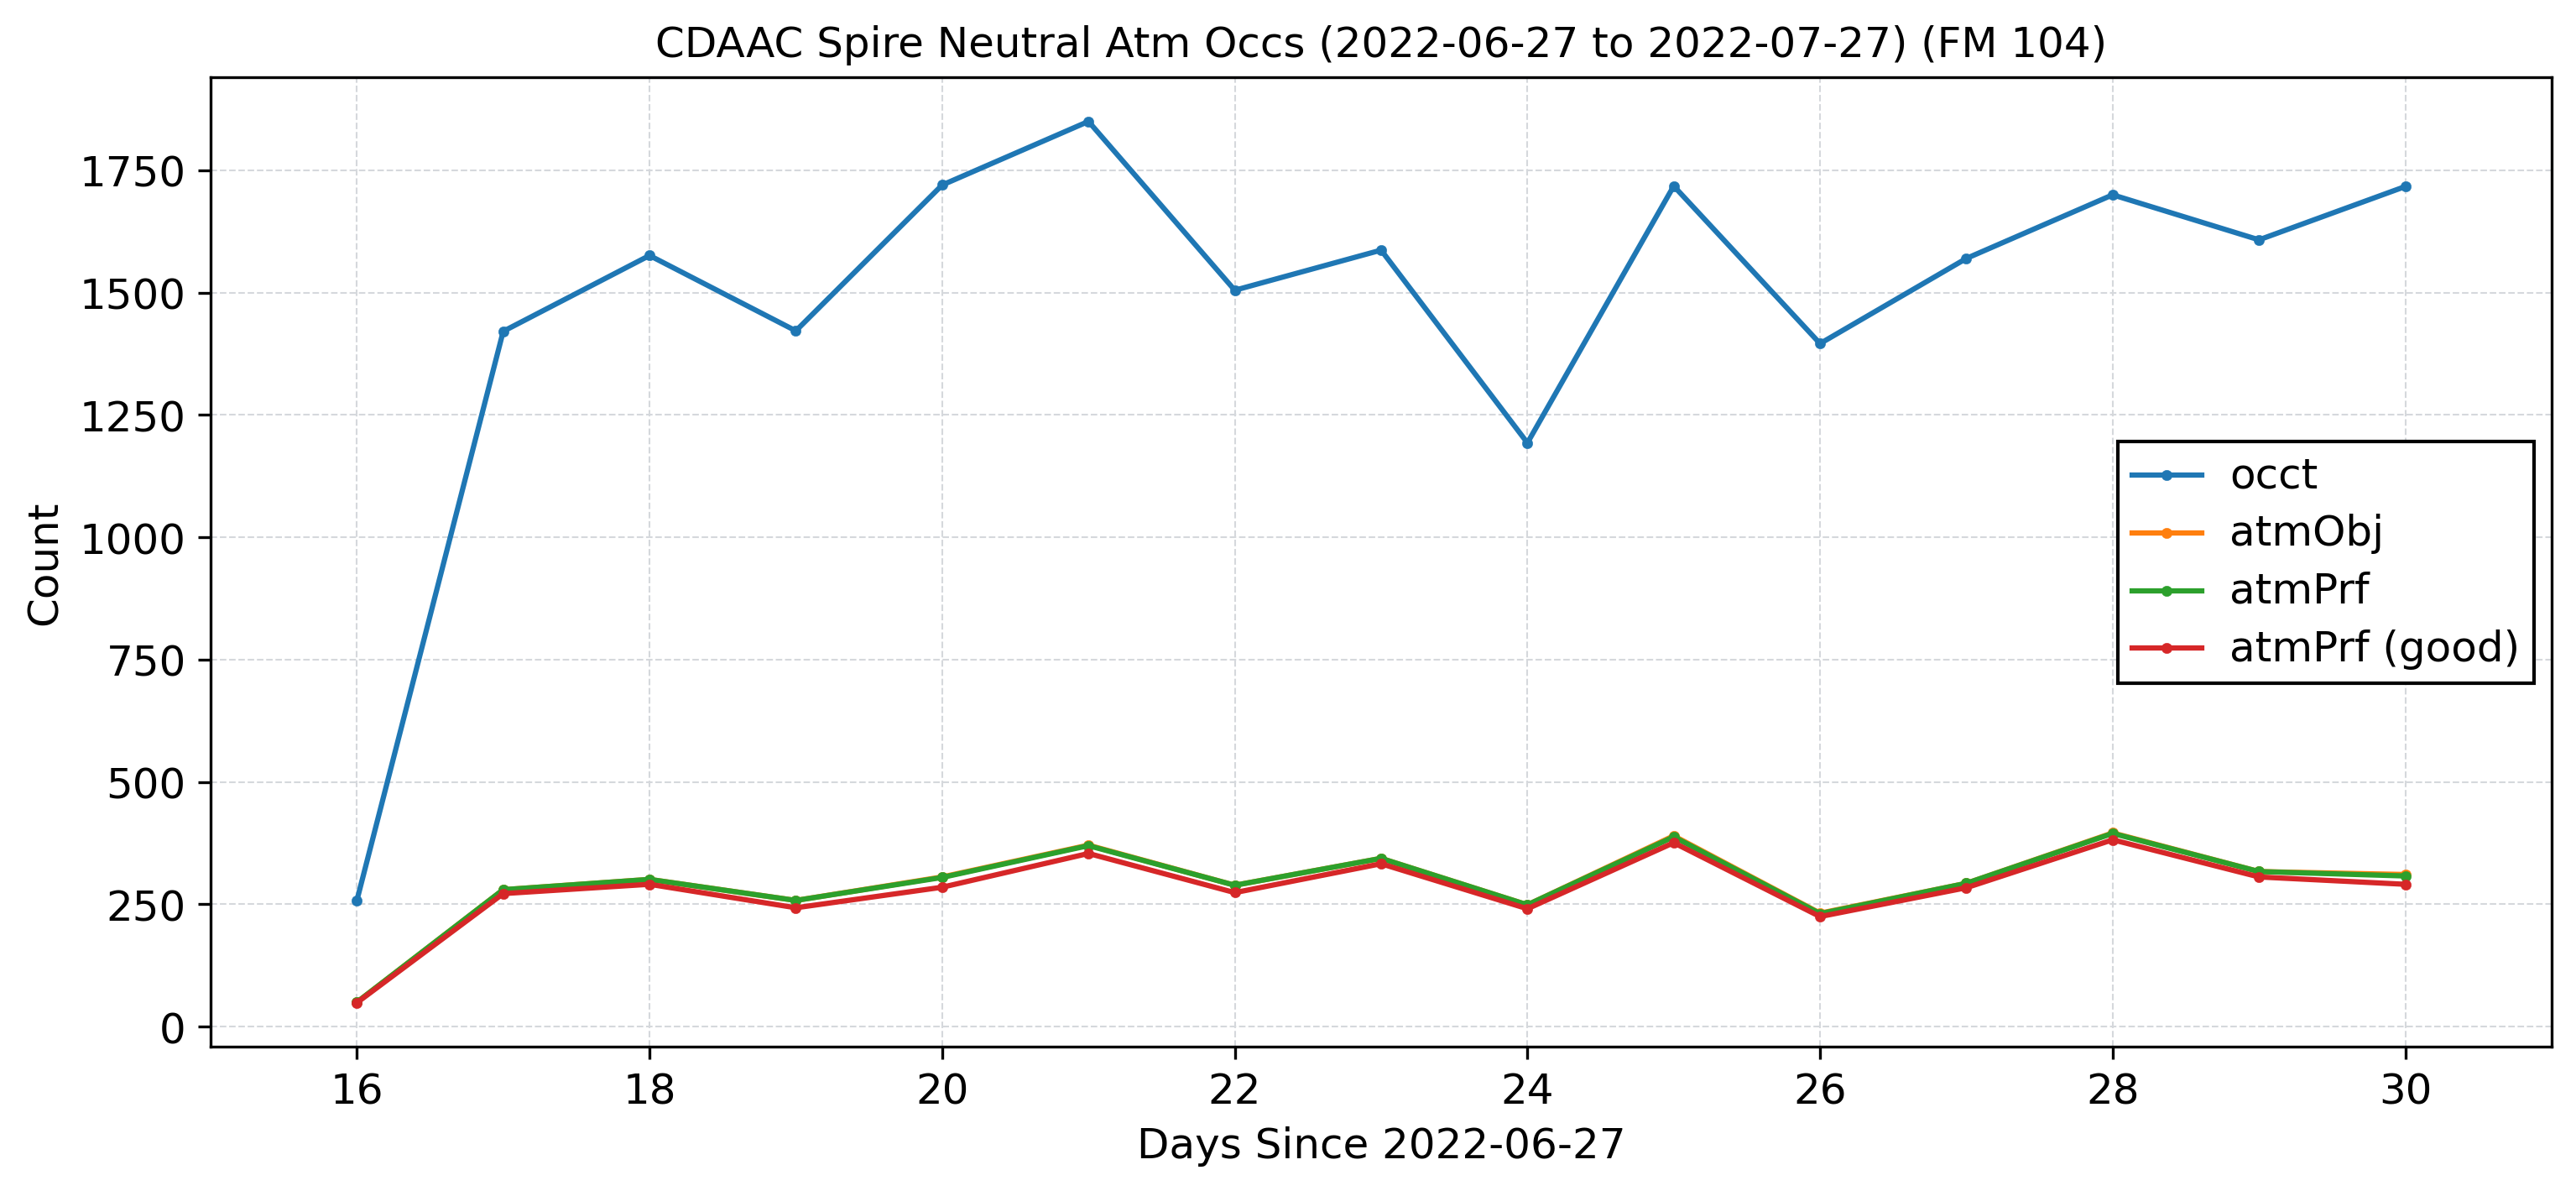 CDAAC Spire Neutral Atm Occs (2022-06-27 to 2022-07-27) (FM 104)
Count
1750
1500
1250
1000
750
500
250
0
occt
atmObj
atmPrf
atmPrf (good)
16 18 20 22 24 26 28 30
Days Since 2022-06-27